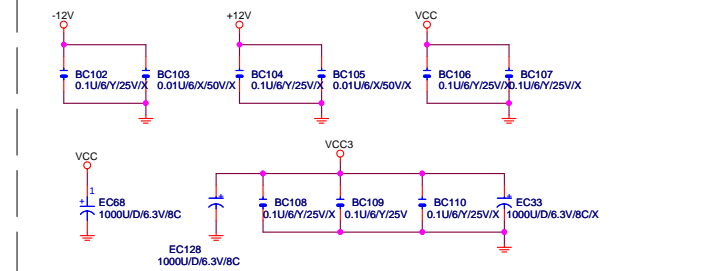 -12V
+12V
VCC
BC102
0.1U/6/Y/25V/X
BC103
0.01U/6/X/50V/X
BC104
0.1U/6/Y/25V/X
BC105
0.01U/6/X/50V/X
BC106
0.1U/6/Y/25V/X
BC107
0.1U/6/Y/25V/X
VCC
1
+
EC68
1000U/D/6.3V/8C
VCC3
+
EC128
1000U/D/6.3V/8C
BC108
0.1U/6/Y/25V/X
BC109
0.1U/6/Y/25V
BC110
0.1U/6/Y/25V/X
+
EC33
1000U/D/6.3V/8C/X